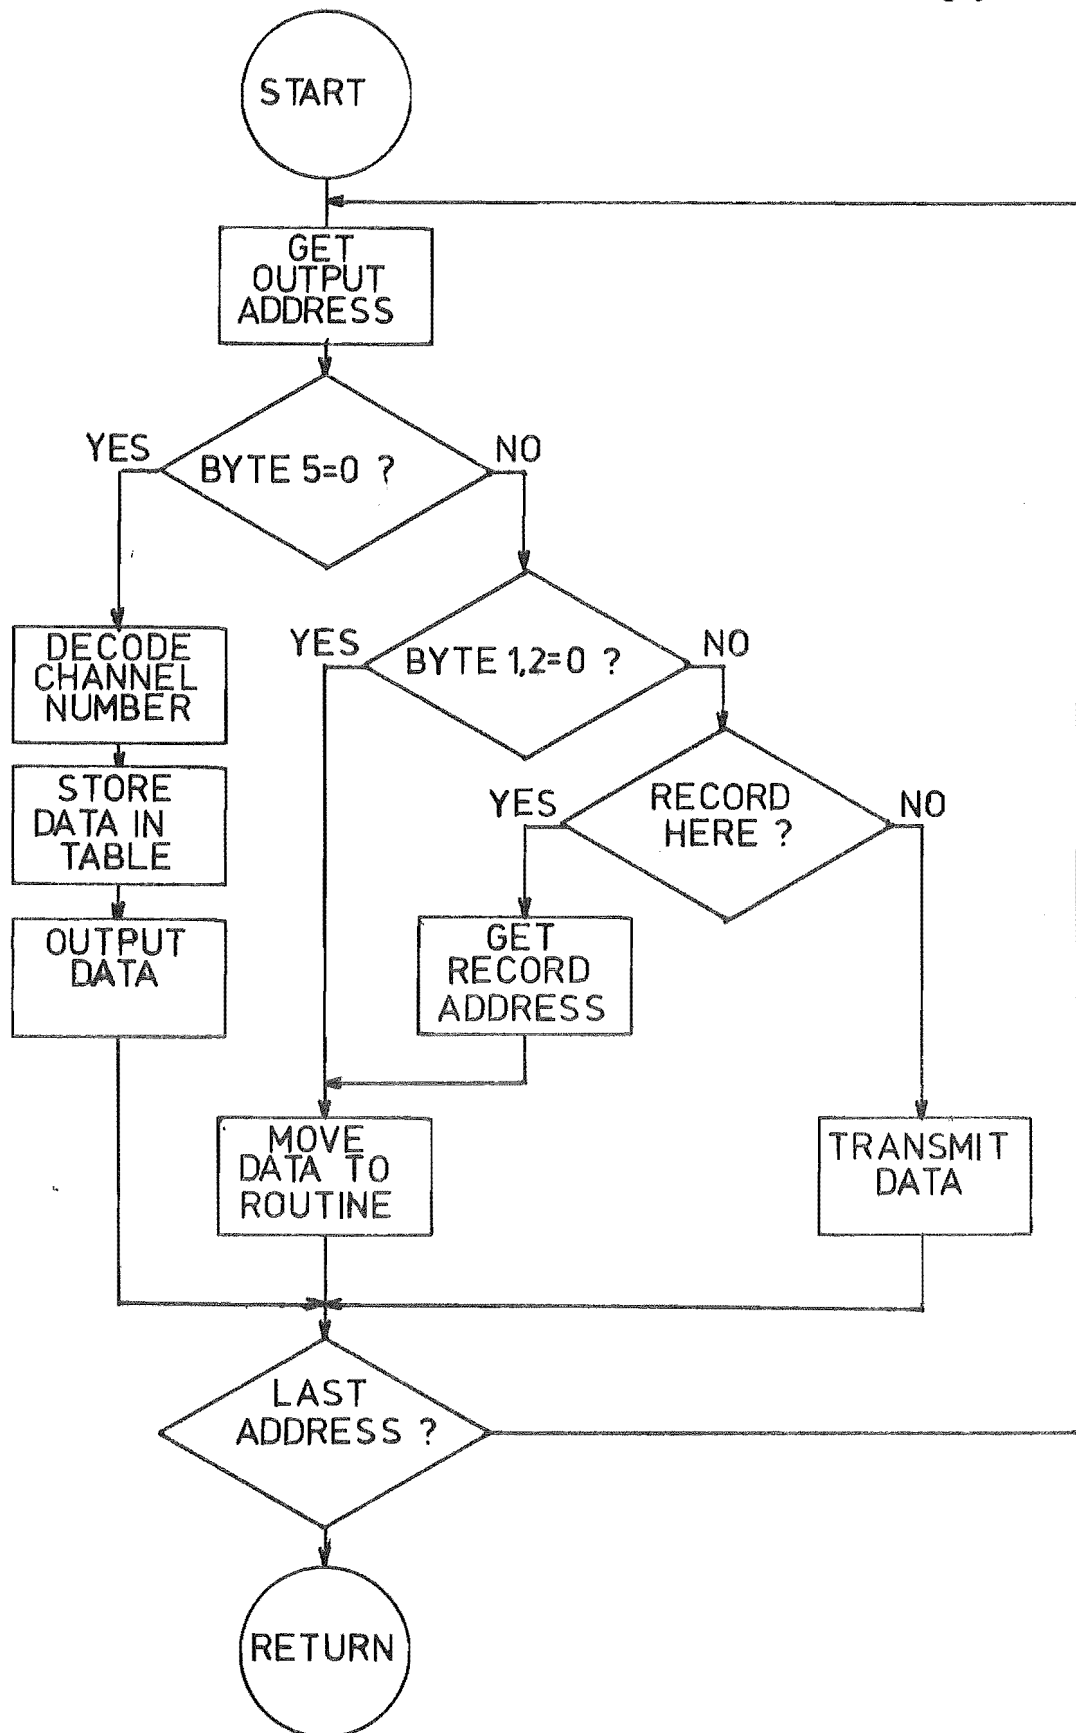 START
GET
OUTPUT
ADDRESS
YES
NO
BYTE 5=0 ?
DECODE
CHANNEL
NUMBER
YES
NO
BYTE 1,2=0 ?
STORE
DATA IN
TABLE
YES
NO
RECORD
HERE ?
OUTPUT
DATA
GET
RECORD
ADDRESS
MOVE
DATA TO
ROUTINE
TRANSMIT
DATA
LAST
ADDRESS ?
RETURN